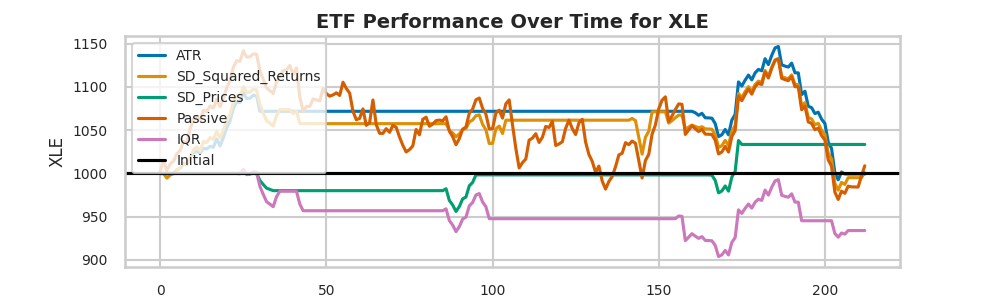 ETF Performance Over Time for XLE
XLE
1150
1100
1050
1000
950
900
ATR
SD_Squared_Returns
SD_Prices
Passive
IQR
Initial
0 50 100 150 200